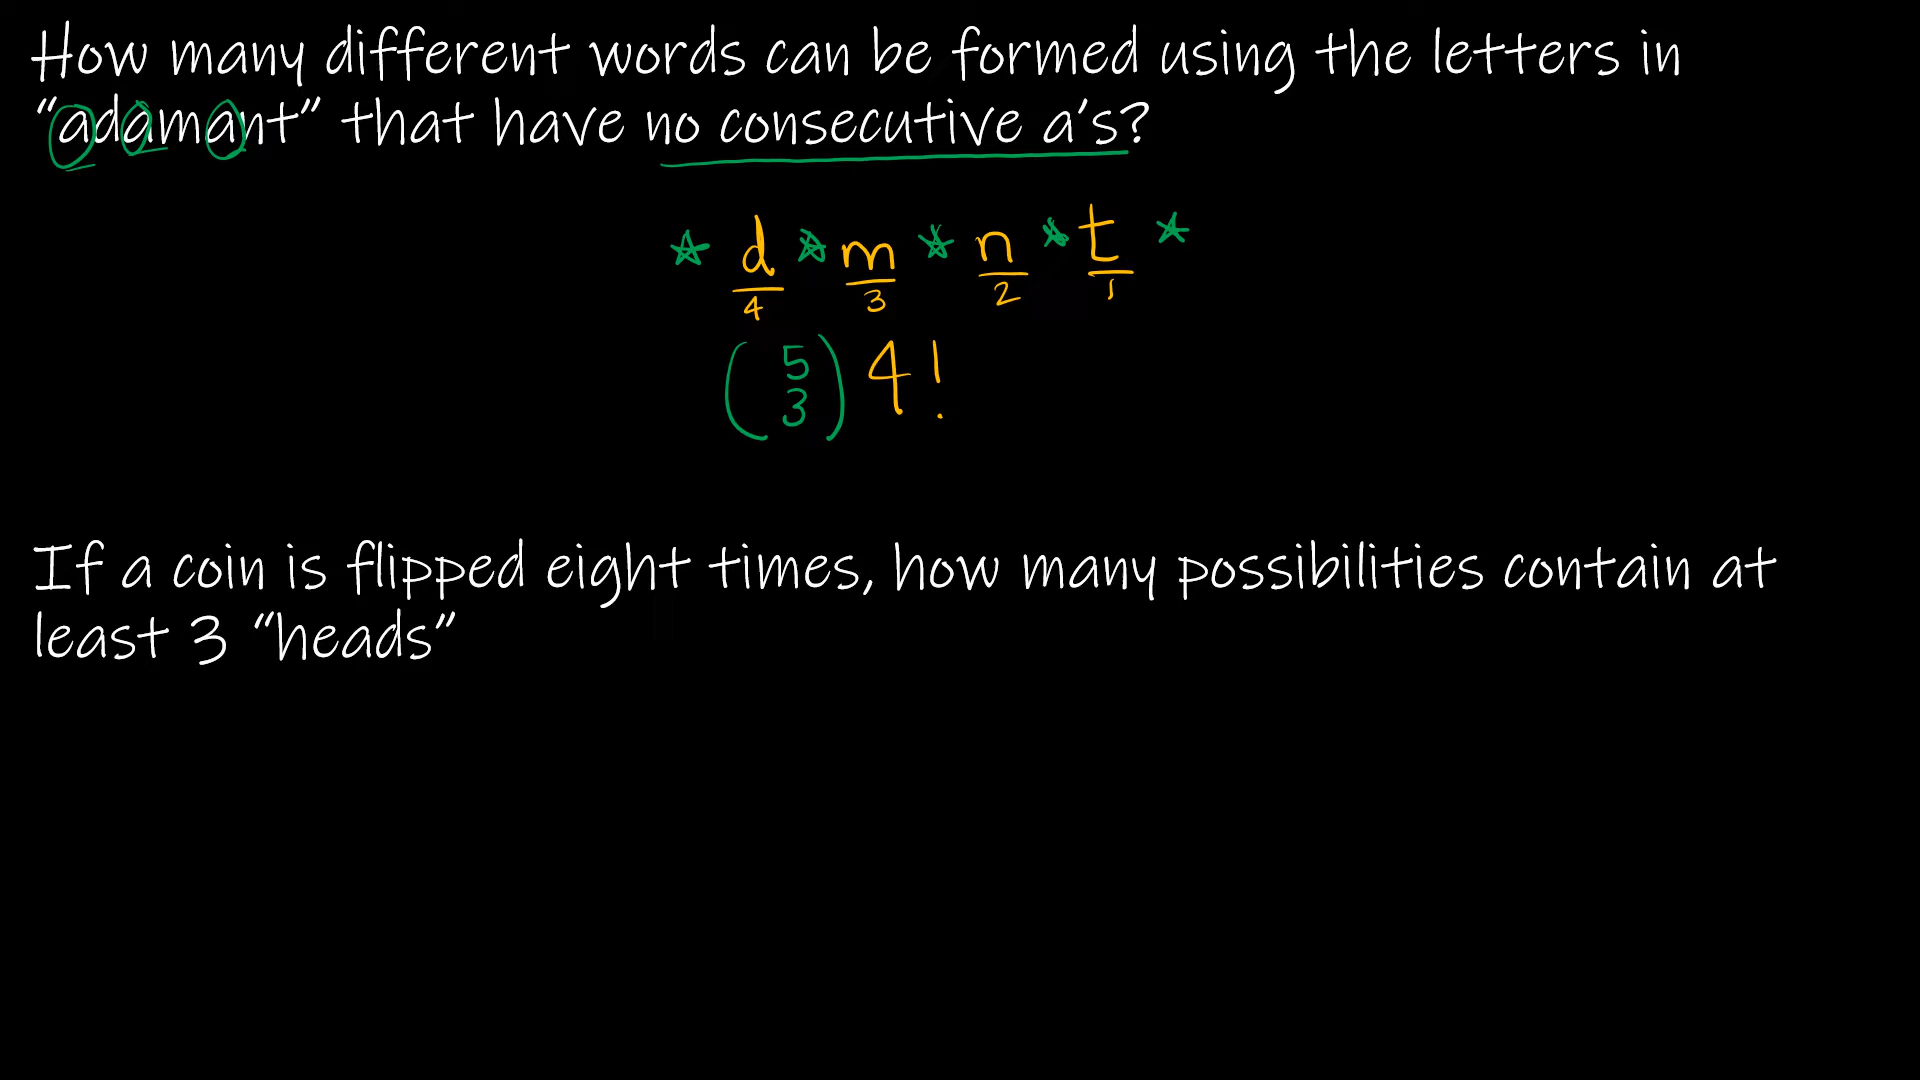 How many different words can be formed using the letters in
“adamant” that have no consecutive a's?
* d * m * n * t *
4 3 2 1
(5 3) 4!
If a coin is flipped eight times, how many possibilities contain at
least 3 “heads”